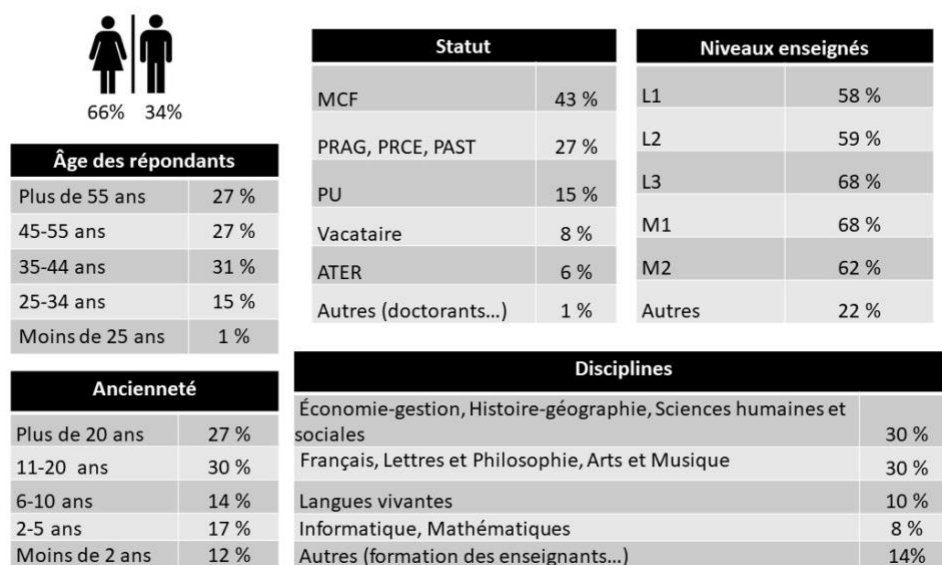 66% 34%
Âge des répondants
Plus de 55 ans 27 %
45-55 ans 27 %
35-44 ans 31 %
25-34 ans 15 %
Moins de 25 ans 1 %
Ancienneté
Plus de 20 ans 27 %
11-20 ans 30 %
6-10 ans 14 %
2-5 ans 17 %
Moins de 2 ans 12 %
Statut
MCF 43 %
PRAG, PRCE, PAST 27 %
PU 15 %
Vacataire 8 %
ATER 6 %
Autres (doctorants...) 1 %
Niveaux enseignés
L1 58 %
L2 59 %
L3 68 %
M1 68 %
M2 62 %
Autres 22 %
Disciplines
Économie-gestion, Histoire-géographie, Sciences humaines et
sociales 30 %
Français, Lettres et Philosophie, Arts et Musique 30 %
Langues vivantes 10 %
Informatique, Mathématiques 8 %
Autres (formation des enseignants...) 14%